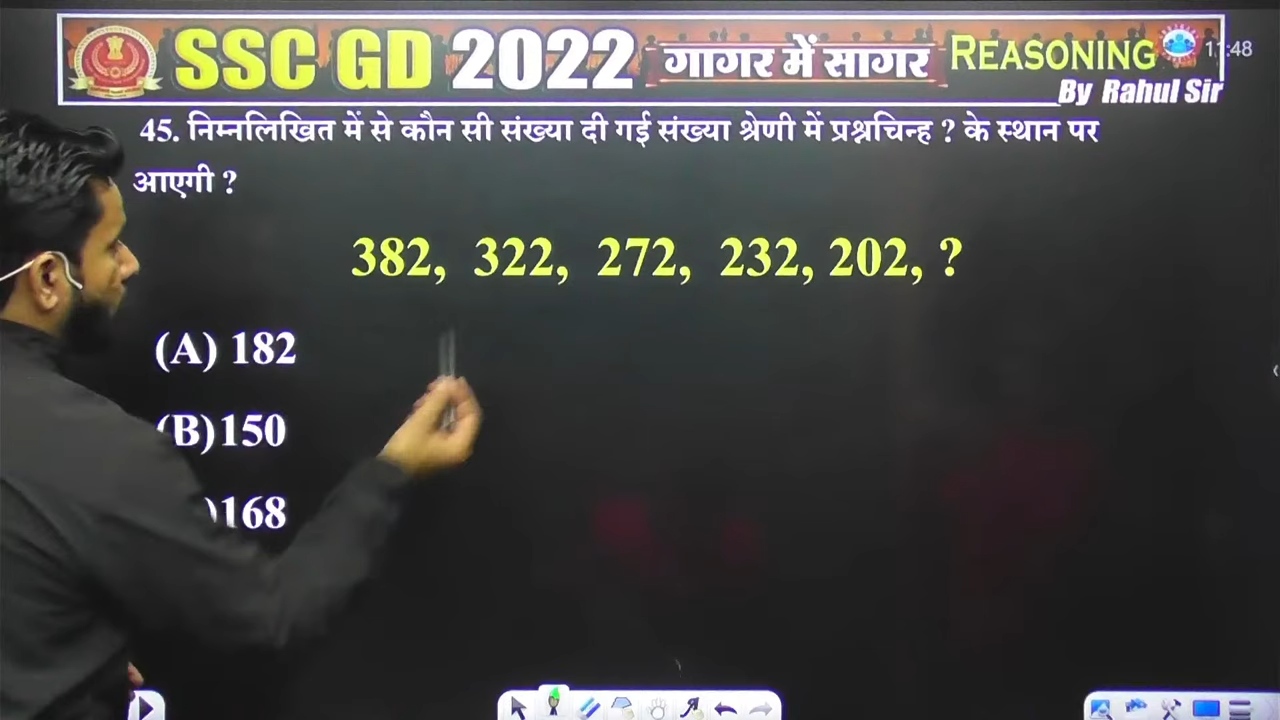 SSC GD 2022 गागर में सागर REASONING 11:48
By Rahul Sir
45. निम्नलिखित में से कौन सी संख्या दी गई संख्या श्रेणी में प्रश्नचिन्ह ? के स्थान पर
आएगी ?
382, 322, 272, 232, 202, ?
(A) 182
(B) 150
)168